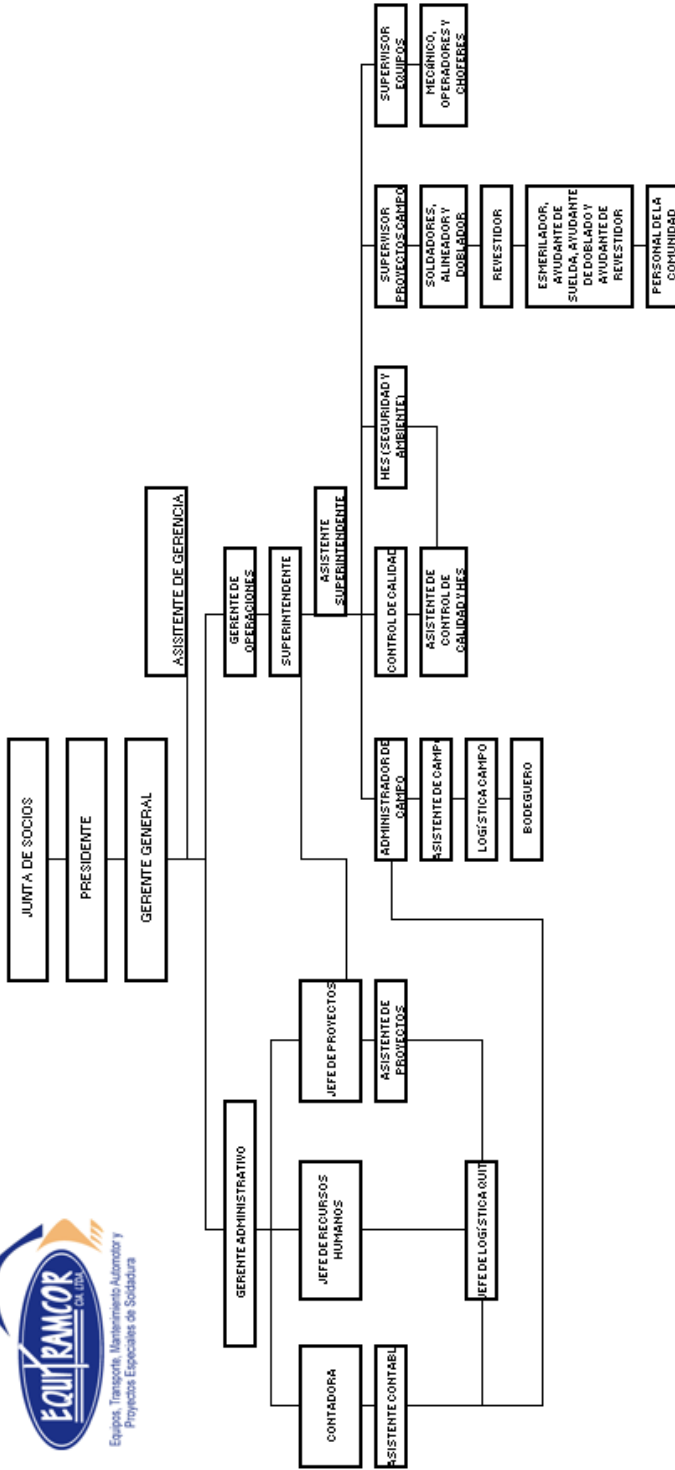 EQUITRAMCOR
CIA. LTDA.
Equipos, Transporte, Mantenimiento Automotor y
Proyectos Especiales de Soldadura
JUNTA DE SOCIOS
PRESIDENTE
GERENTE GENERAL
ASISITENTE DE GERENCIA
GERENTE ADMINISTRATIVO
GERENTE DE
OPERACIONES
SUPERINTENDENTE
ASISTENTE
SUPERINTENDENTE
CONTADORA
JEFE DE RECURSOS
HUMANOS
JEFE DE PROYECTOS
ASISTENTE CONTABL
ASISTENTE DE
PROYECTOS
JEFE DE LOGÍSTICA QUIT
ADMINISTRADOR DE
CAMPO
ASISTENTE DE CAMP
LOGÍSTICA CAMPO
BODEGUERO
CONTROL DE CALIDAD
ASISTENTE DE
CONTROL DE
CALIDAD Y HES
HES (SEGURIDAD Y
AMBIENTE)
SUPERVISOR
PROYECTOS CAMPO
SOLDADORES,
ALINEADOR Y
DOBLADOR
REVESTIDOR
ESMERILADOR,
AYUDANTE DE
SUELDA, AYUDANTE
DE DOBLADO Y
AYUDANTE DE
REVESTIDOR
PERSONAL DE LA
COMUNIDAD
SUPERVISOR
EQUIPOS
MECÁNICO,
OPERADORES Y
CHOFERES